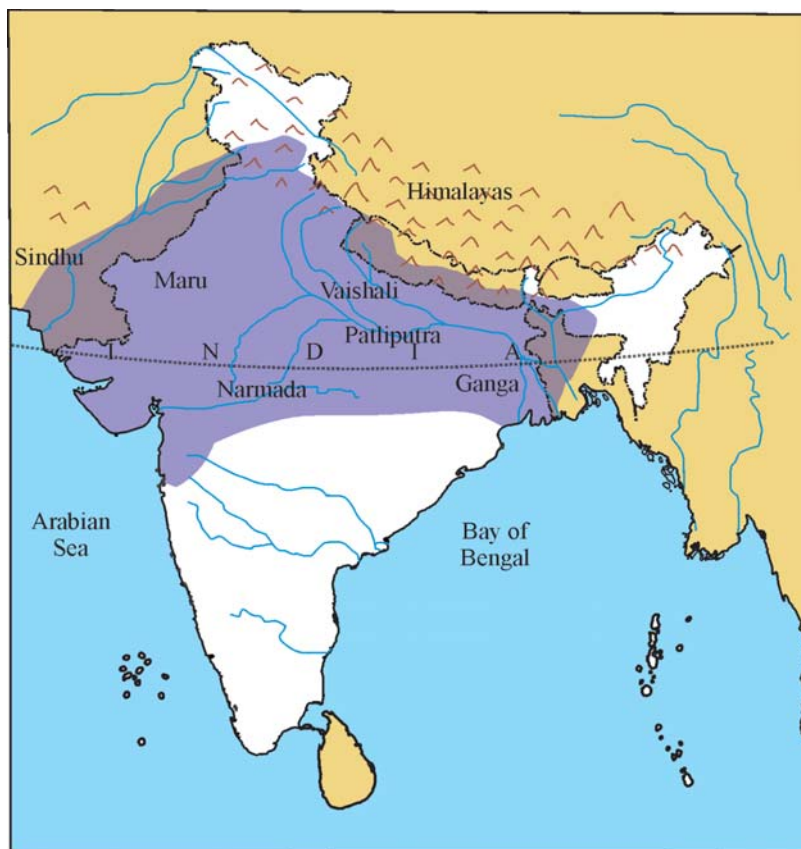 Himalayas
Sindhu
Maru
Vaishali
Patliputra
I N D I A
Narmada
Ganga
Arabian
Sea
Bay of
Bengal